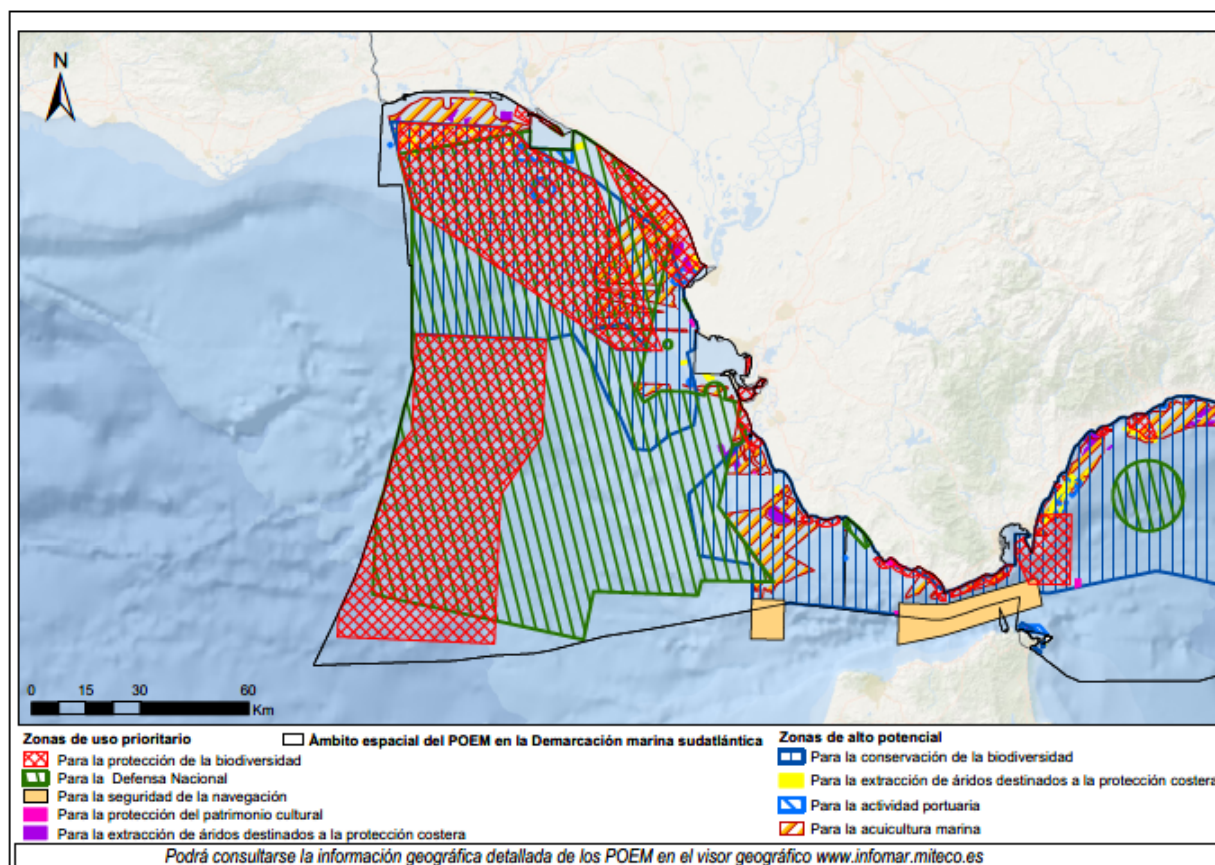 N
0 15 30 60
Km
Zonas de uso prioritario
Para la protección de la biodiversidad
Para la Defensa Nacional
Para la seguridad de la navegación
Para la protección del patrimonio cultural
Para la extracción de áridos destinados a la protección costera
Ámbito espacial del POEM en la Demarcación marina sudatlántica
Zonas de alto potencial
Para la conservación de la biodiversidad
Para la extracción de áridos destinados a la protección costera
Para la actividad portuaria
Para la acuicultura marina
Podrá consultarse la información geográfica detallada de los POEM en el visor geográfico www.infomar.miteco.es